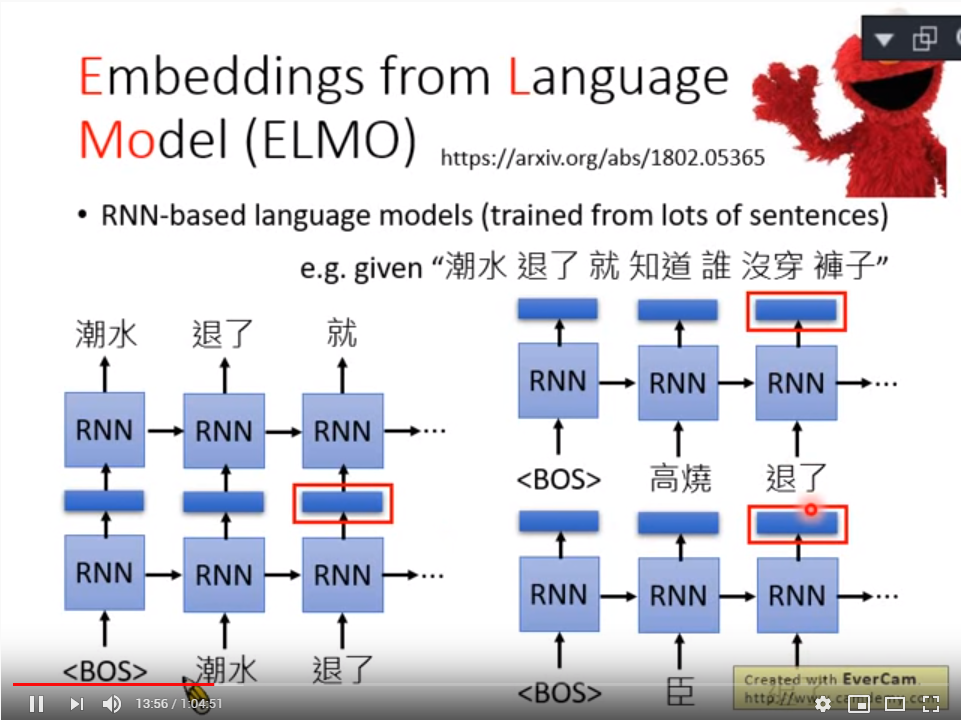 Embeddings from Language
Model (ELMO) https://arxiv.org/abs/1802.05365
• RNN-based language models (trained from lots of sentences)
e.g. given “潮水 退了 就 知道 誰 沒穿 褲子”
潮水 退了 就
RNN RNN RNN ...
RNN RNN RNN ...
<BOS> 潮水 退了
RNN RNN RNN ...
<BOS> 高燒 退了
RNN RNN RNN ...
<BOS> 臣
Created with EverCam.
13:56 / 1:04:51